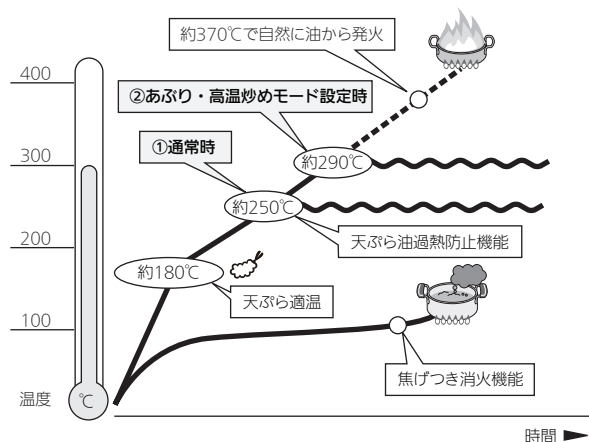 約370℃で自然に油から発火
400
②あぶり・高温炒めモード設定時
①通常時
300
約290℃
約250℃
200
天ぷら油過熱防止機能
約180℃
天ぷら適温
100
焦げつき消火機能
温度
℃
時間